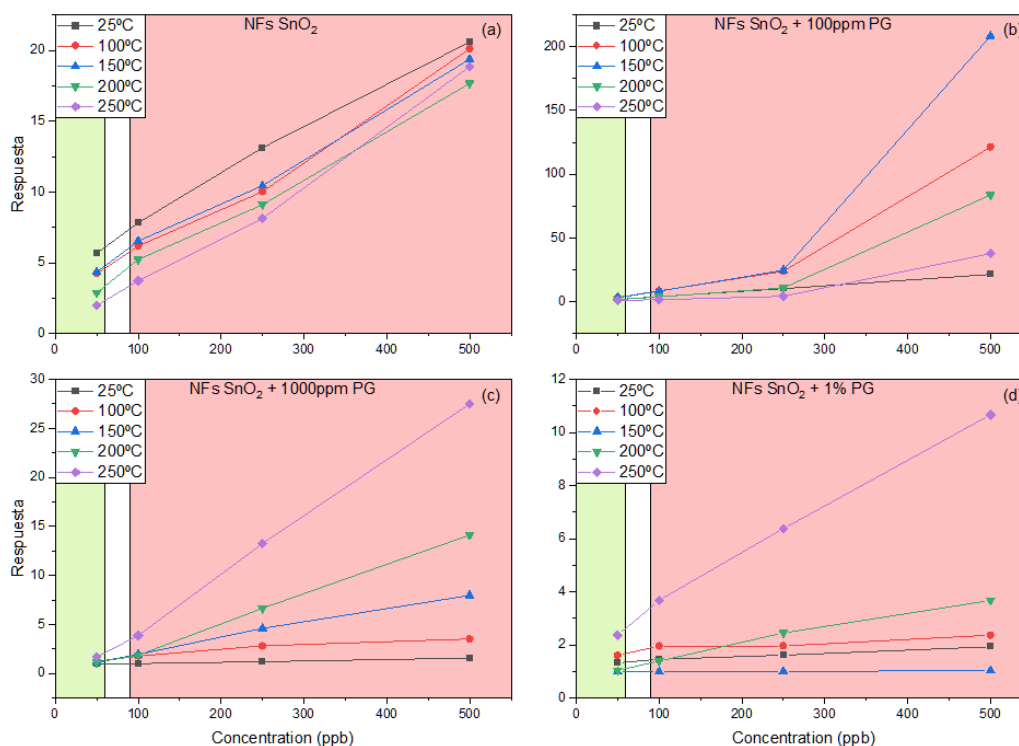 NFs SnO₂
(a)
25ºC
100ºC
150ºC
200ºC
250ºC
Respuesta
20
15
10
5
0
0 100 200 300 400 500
NFs SnO₂ + 100ppm PG
(b)
25ºC
100ºC
150ºC
200ºC
250ºC
200
150
100
50
0
0 100 200 300 400 500
NFs SnO₂ + 1000ppm PG
(c)
25ºC
100ºC
150ºC
200ºC
250ºC
Respuesta
30
25
20
15
10
5
0
0 100 200 300 400 500
Concentration (ppb)
NFs SnO₂ + 1% PG
(d)
25ºC
100ºC
150ºC
200ºC
250ºC
12
10
8
6
4
2
0
0 100 200 300 400 500
Concentration (ppb)